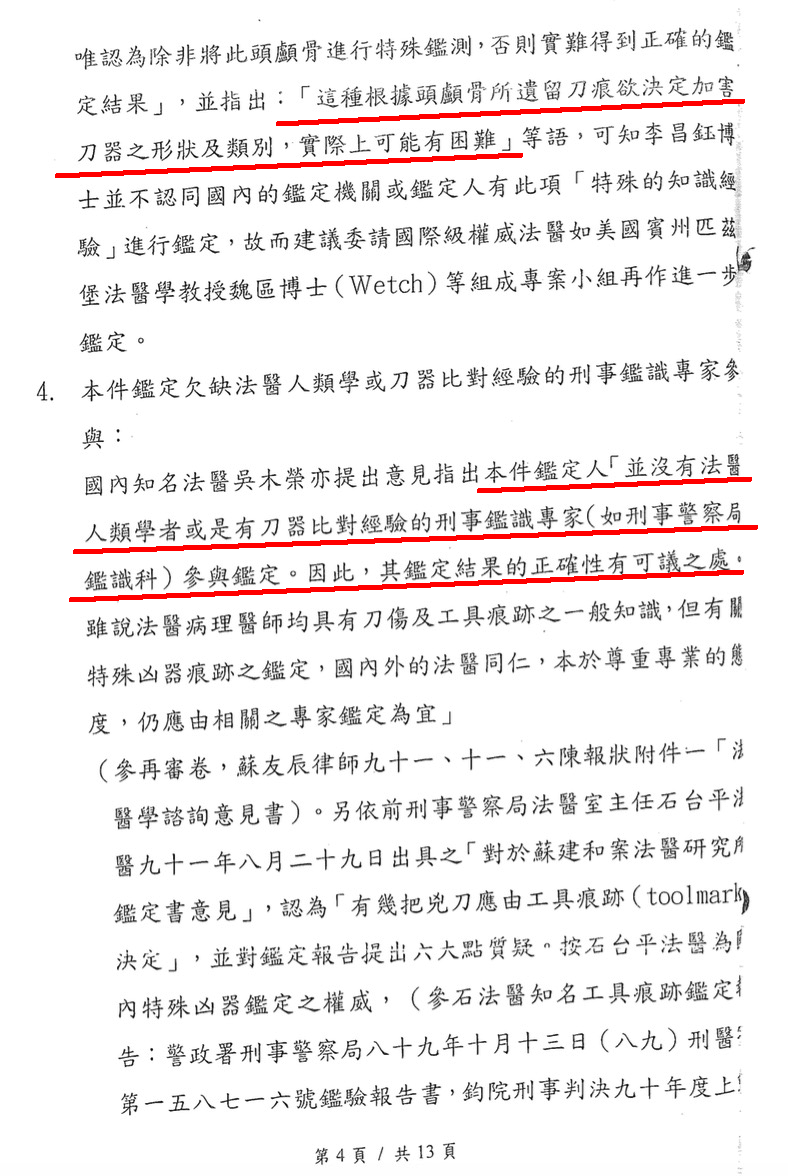 唯認為除非將此頭顱骨進行特殊鑑測，否則實難得到正確的鑑
定結果」，並指出：「這種根據頭顱骨所遺留刀痕欲決定加害
刀器之形狀及類別，實際上可能有困難」等語，可知李昌鈺博
士並不認同國內的鑑定機關或鑑定人有此項「特殊的知識經
驗」進行鑑定，故而建議委請國際級權威法醫如美國賓州匹茲
堡法醫學教授魏區博士（Wetch）等組成專案小組再作進一步
鑑定。
4. 本件鑑定欠缺法醫人類學或刀器比對經驗的刑事鑑識專家參
與：
國內知名法醫吳木榮亦提出意見指出本件鑑定人「並沒有法醫
人類學者或是有刀器比對經驗的刑事鑑識專家（如刑事警察局
鑑識科）參與鑑定。因此，其鑑定結果的正確性有可議之處。
雖說法醫病理醫師均具有刀傷及工具痕跡之一般知識，但有關
特殊凶器痕跡之鑑定，國內外的法醫同仁，本於尊重專業的態
度，仍應由相關之專家鑑定為宜」
（參再審卷，蘇友辰律師九十一、十一、六陳報狀附件一「法
醫學諮詢意見書）。另依前刑事警察局法醫室主任石台平法
醫九十一年八月二十九日出具之「對於蘇建和案法醫研究所
鑑定書意見」，認為「有幾把兇刀應由工具痕跡（toolmark
決定」，並對鑑定報告提出六大點質疑。按石台平法醫為
內特殊凶器鑑定之權威，（參石法醫知名工具痕跡鑑定
告：警政署刑事警察局八十九年十月十三日（八九）刑醫
第一五八七一六號鑑驗報告書，鈞院刑事判決九十年度上
第 4 頁 / 共 13 頁